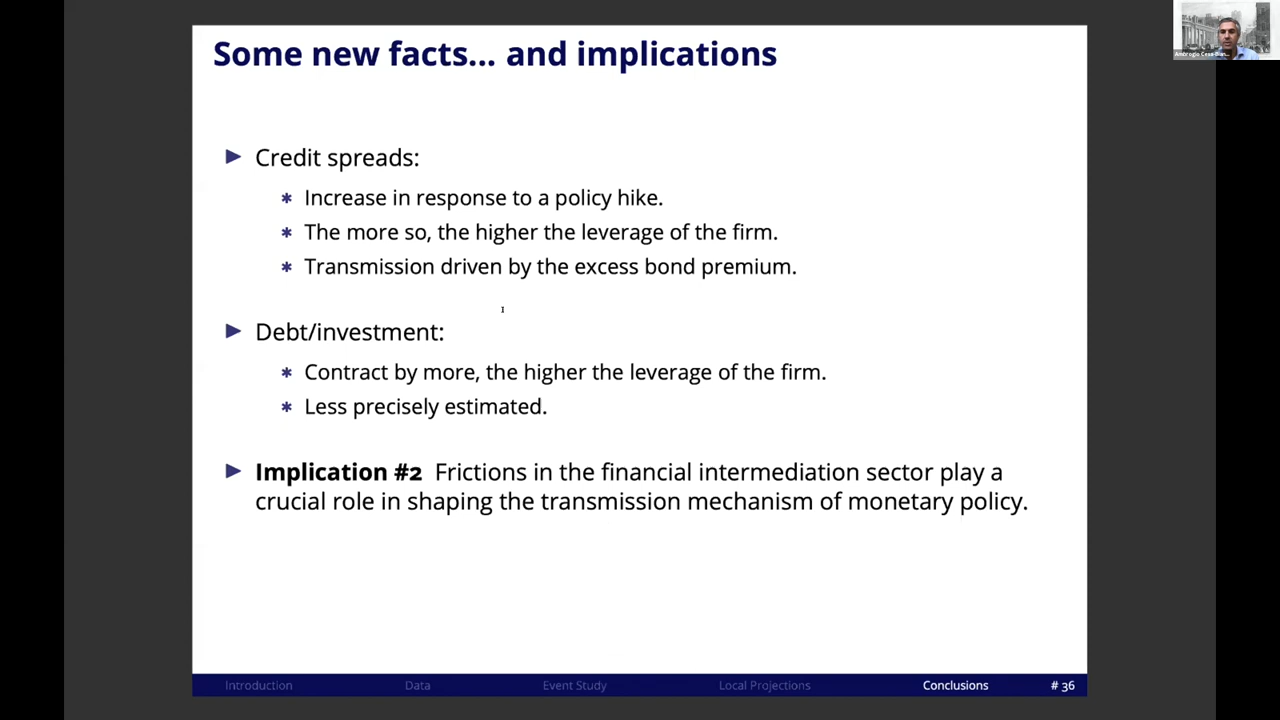 Some new facts... and implications
Credit spreads:
Increase in response to a policy hike.
The more so, the higher the leverage of the firm.
Transmission driven by the excess bond premium.
Debt/investment:
Contract by more, the higher the leverage of the firm.
Less precisely estimated.
Implication #2 Frictions in the financial intermediation sector play a
crucial role in shaping the transmission mechanism of monetary policy.
Introduction Data Event Study Local Projections Conclusions # 36
Ambrogio